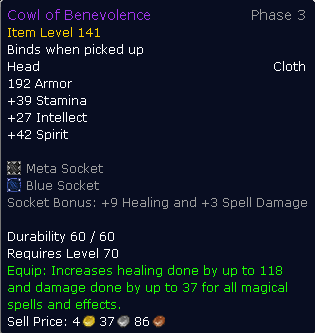 Cowl of Benevolence Phase 3
Item Level 141
Binds when picked up
Head Cloth
192 Armor
+39 Stamina
+27 Intellect
+42 Spirit
Meta Socket
Blue Socket
Socket Bonus: +9 Healing and +3 Spell Damage
Durability 60 / 60
Requires Level 70
Equip: Increases healing done by up to 118
and damage done by up to 37 for all magical
spells and effects.
Sell Price: 4 37 86